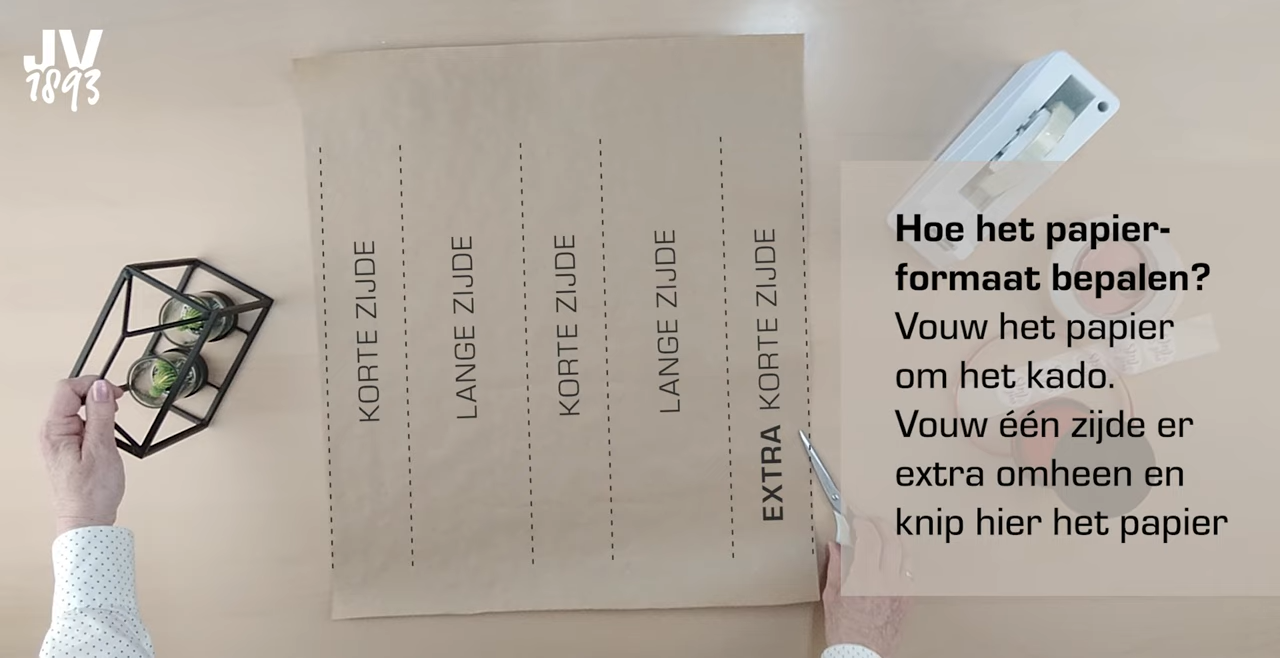 JV
1893
KORTE ZIJDE
LANGE ZIJDE
KORTE ZIJDE
LANGE ZIJDE
EXTRA KORTE ZIJDE
Hoe het papier-
formaat bepalen?
Vouw het papier
om het kado.
Vouw één zijde er
extra omheen en
knip hier het papier